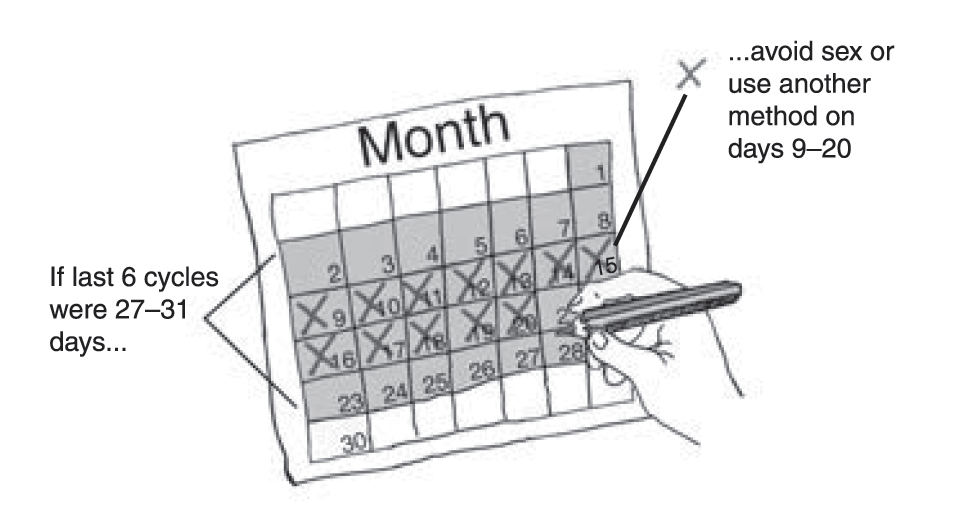 ...avoid sex or
use another
method on
days 9–20
Month
1
2 3 4 5 6 7 8
9 10 11 12 13 14 15
16 17 18 19 20
23 24 25 26 27 28
30
If last 6 cycles
were 27–31
days...